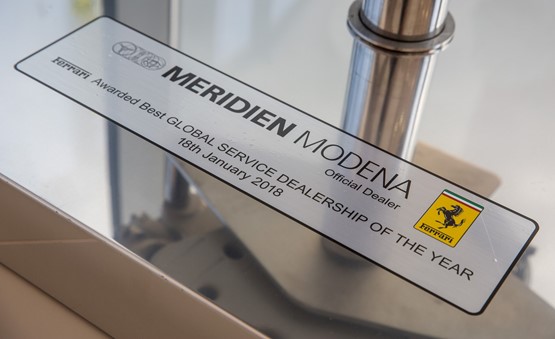 MERIDIEN MODENA
Official Dealer
Ferrari Awarded Best GLOBAL SERVICE DEALERSHIP OF THE YEAR
18th January 2018
Ferrari